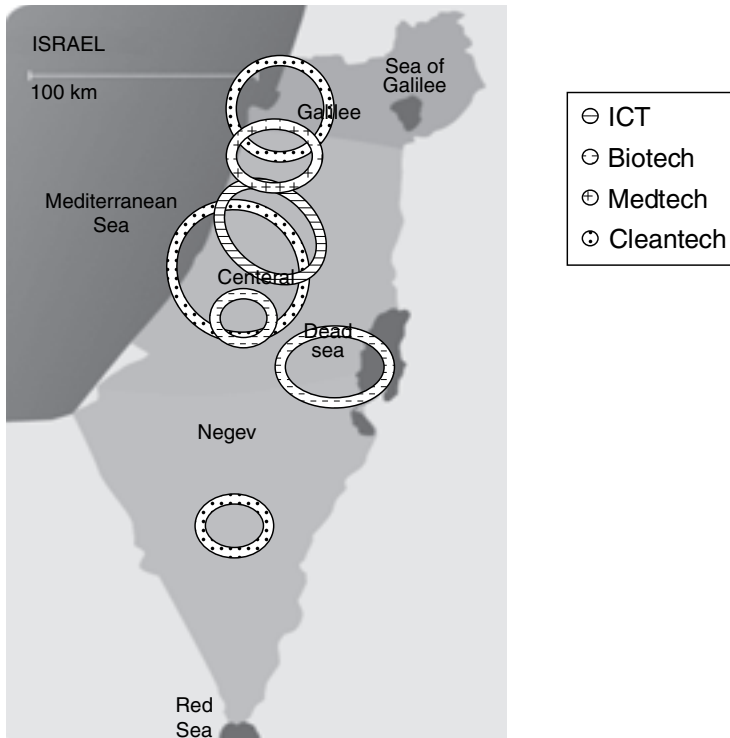 ISRAEL
100 km
Sea of
Galilee
Galilee
Mediterranean
Sea
Centeral
Dead
sea
Negev
Red
Sea
ICT
Biotech
Medtech
Cleantech